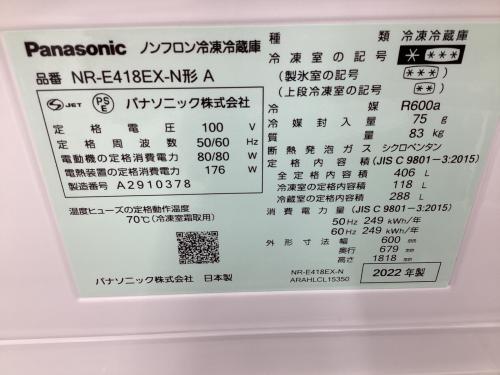 Panasonic ノンフロン冷凍冷蔵庫
品番 NR-E418EX-N形 A
JET PSE パナソニック株式会社
定格電圧 100 V
定格周波数 50/60 Hz
電動機の定格消費電力 80/80 W
電熱装置の定格消費電力 176 W
製造番号 A2910378
温度ヒューズの定格動作温度
70℃(冷凍室霜取用)
パナソニック株式会社 日本製
種類 冷凍冷蔵庫
冷凍室の記号 * ***
(製氷室の記号) (***)
(上段冷凍室の記号) (**)
冷媒 R600a
冷媒封入量 75 g
質量 83 kg
断熱発泡ガス シクロペンタン
定格内容積 (JIS C 9801-3:2015)
全定格内容積 406 L
冷凍室の定格内容積 118 L
冷蔵室の定格内容積 288 L
消費電力量 (JIS C 9801-3:2015)
50Hz 249 kWh/年
60Hz 249 kWh/年
外形寸法 幅 600 mm
奥行 679 mm
高さ 1818 mm
NR-E418EX-N
ARAHLCL15350
2022 年製